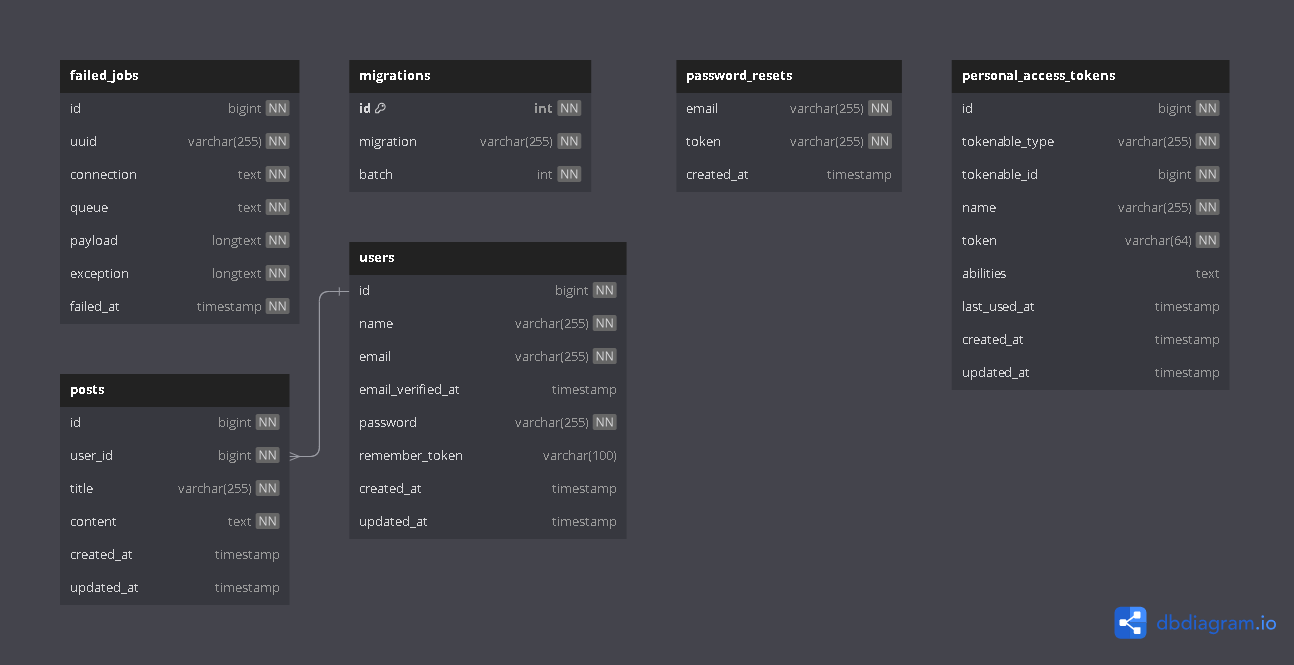 failed_jobs
id bigint NN
uuid varchar(255) NN
connection text NN
queue text NN
payload longtext NN
exception longtext NN
failed_at timestamp NN
migrations
id int NN
migration varchar(255) NN
batch int NN
password_resets
email varchar(255) NN
token varchar(255) NN
created_at timestamp
personal_access_tokens
id bigint NN
tokenable_type varchar(255) NN
tokenable_id bigint NN
name varchar(255) NN
token varchar(64) NN
abilities text
last_used_at timestamp
created_at timestamp
updated_at timestamp
users
id bigint NN
name varchar(255) NN
email varchar(255) NN
email_verified_at timestamp
password varchar(255) NN
remember_token varchar(100)
created_at timestamp
updated_at timestamp
posts
id bigint NN
user_id bigint NN
title varchar(255) NN
content text NN
created_at timestamp
updated_at timestamp
dbdiagram.io